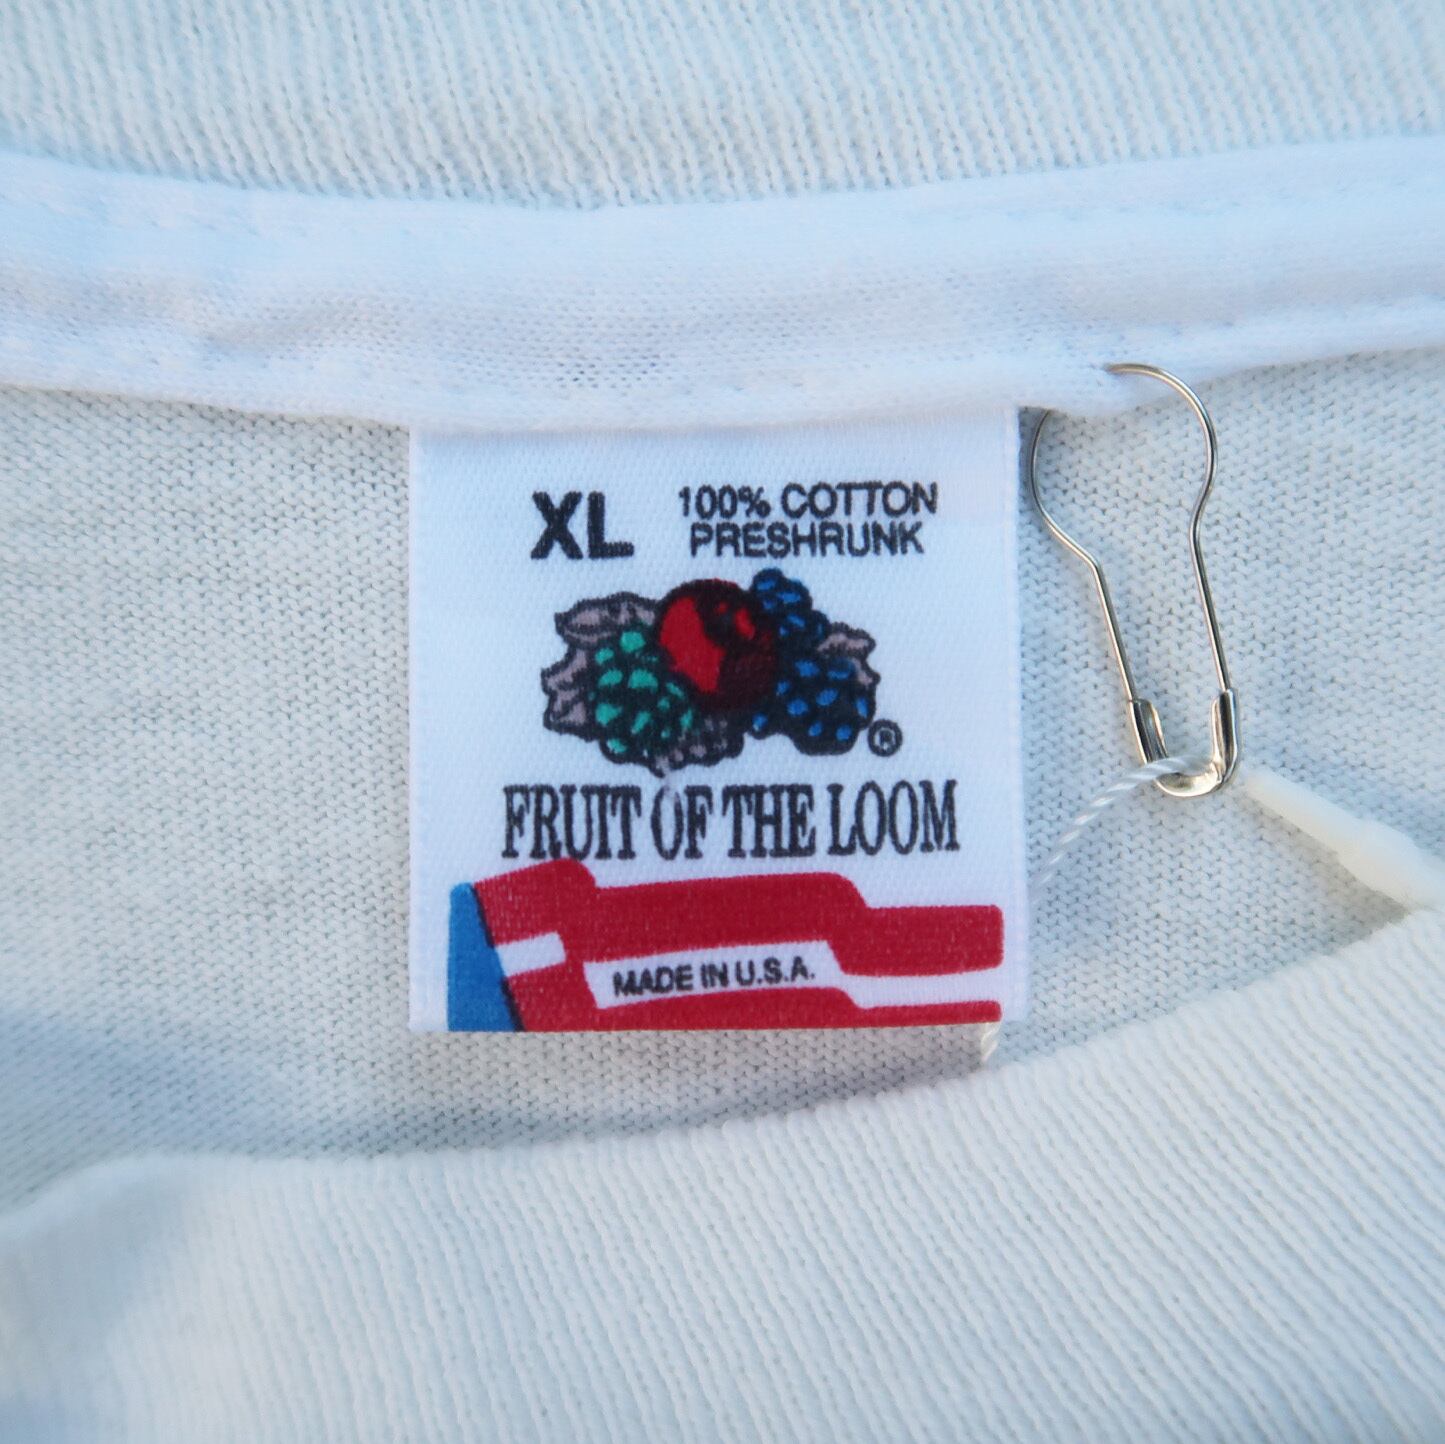 XL
100% COTTON
PRESHRUNK
®
FRUIT OF THE LOOM
MADE IN U.S.A.